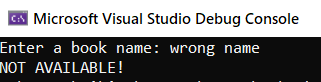 Microsoft Visual Studio Debug Console
Enter a book name: wrong name
NOT AVAILABLE!